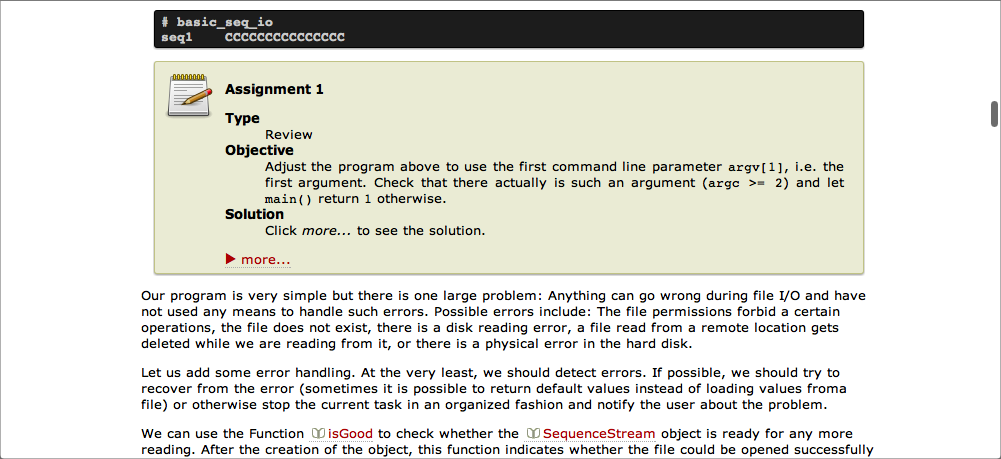 # basic_seq_io
seq1    CCCCCCCCCCCCCCC
Assignment 1
Type
Review
Objective
Adjust the program above to use the first command line parameter argv[1], i.e. the
first argument. Check that there actually is such an argument (argc >= 2) and let
main() return 1 otherwise.
Solution
Click more... to see the solution.
▶ more...
Our program is very simple but there is one large problem: Anything can go wrong during file I/O and have
not used any means to handle such errors. Possible errors include: The file permissions forbid a certain
operations, the file does not exist, there is a disk reading error, a file read from a remote location gets
deleted while we are reading from it, or there is a physical error in the hard disk.
Let us add some error handling. At the very least, we should detect errors. If possible, we should try to
recover from the error (sometimes it is possible to return default values instead of loading values froma
file) or otherwise stop the current task in an organized fashion and notify the user about the problem.
We can use the Function isGood to check whether the SequenceStream object is ready for any more
reading. After the creation of the object, this function indicates whether the file could be opened successfully